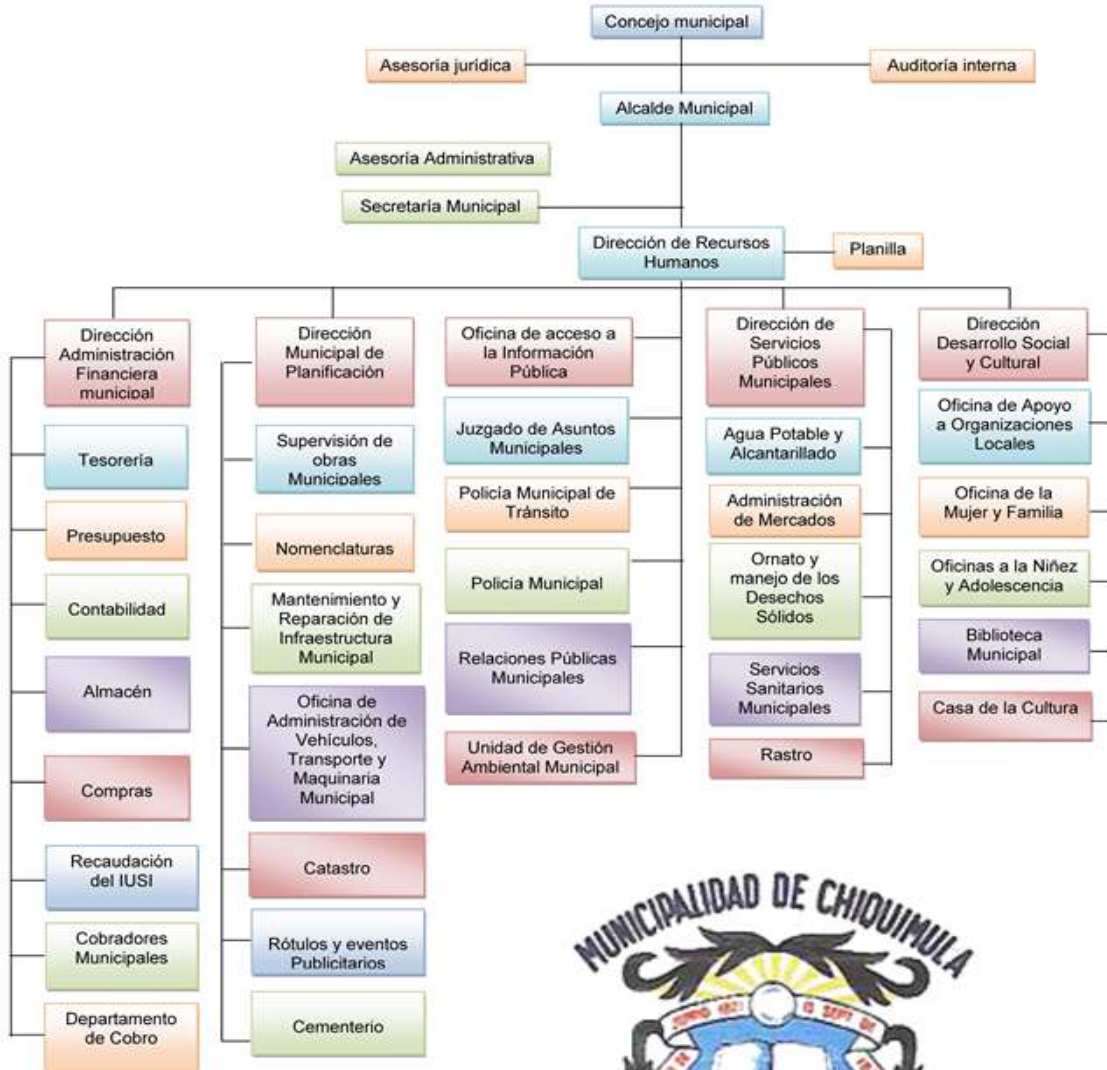 Concejo municipal
Asesoría jurídica
Auditoría interna
Alcalde Municipal
Asesoría Administrativa
Secretaría Municipal
Dirección de Recursos
Humanos
Planilla
Dirección
Administración
Financiera
municipal
Tesorería
Presupuesto
Contabilidad
Almacén
Compras
Recaudación
del IUSI
Cobradores
Municipales
Departamento
de Cobro
Dirección
Municipal de
Planificación
Supervisión de
obras
Municipales
Nomenclaturas
Mantenimiento y
Reparación de
Infraestructura
Municipal
Oficina de
Administración de
Vehículos,
Transporte y
Maquinaria
Municipal
Catastro
Rótulos y eventos
Publicitarios
Cementerio
Oficina de acceso a
la Información
Pública
Juzgado de Asuntos
Municipales
Policía Municipal de
Tránsito
Policía Municipal
Relaciones Públicas
Municipales
Unidad de Gestión
Ambiental Municipal
Dirección de
Servicios
Públicos
Municipales
Agua Potable y
Alcantarillado
Administración
de Mercados
Ornato y
manejo de los
Desechos
Sólidos
Servicios
Sanitarios
Municipales
Rastro
Dirección
Desarrollo Social
y Cultural
Oficina de Apoyo
a Organizaciones
Locales
Oficina de la
Mujer y Familia
Oficinas a la Niñez
y Adolescencia
Biblioteca
Municipal
Casa de la Cultura
MUNICIPALIDAD DE CHIQUIMULA
JUNIO 1821 15 SEPT DE